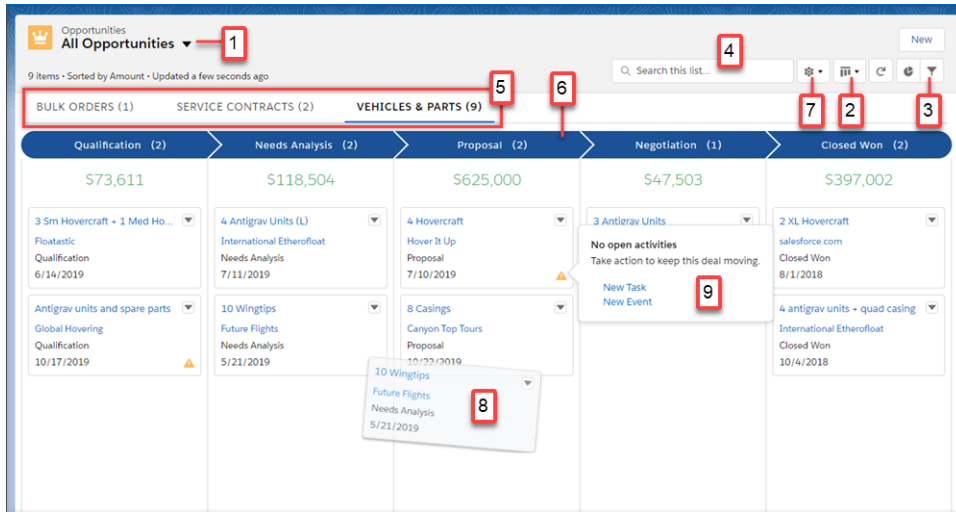 Opportunities
All Opportunities
1
New
9 items • Sorted by Amount • Updated a few seconds ago
4
Search this list...
7
2
3
5
6
BULK ORDERS (1)
SERVICE CONTRACTS (2)
VEHICLES & PARTS (9)
Qualification (2)
Needs Analysis (2)
Proposal (2)
Negotiation (1)
Closed Won (2)
$73,611
$118,504
$625,000
$47,503
$397,002
3 Sm Hovercraft + 1 Med Ho...
Floatastic
Qualification
6/14/2019
Antigrav units and spare parts
Global Hovering
Qualification
10/17/2019
4 Antigrav Units (L)
International Etherofloat
Needs Analysis
7/11/2019
10 Wingtips
Future Flights
Needs Analysis
5/21/2019
4 Hovercraft
Hover It Up
Proposal
7/10/2019
8 Casings
Canyon Top Tours
Proposal
10/22/2019
10 Wingtips
Future Flights
Needs Analysis
5/21/2019
8
3 Antigrav Units
No open activities
Take action to keep this deal moving.
New Task
New Event
9
2 XL Hovercraft
salesforce.com
Closed Won
8/1/2018
4 antigrav units + quad casing
International Etherofloat
Closed Won
10/4/2018